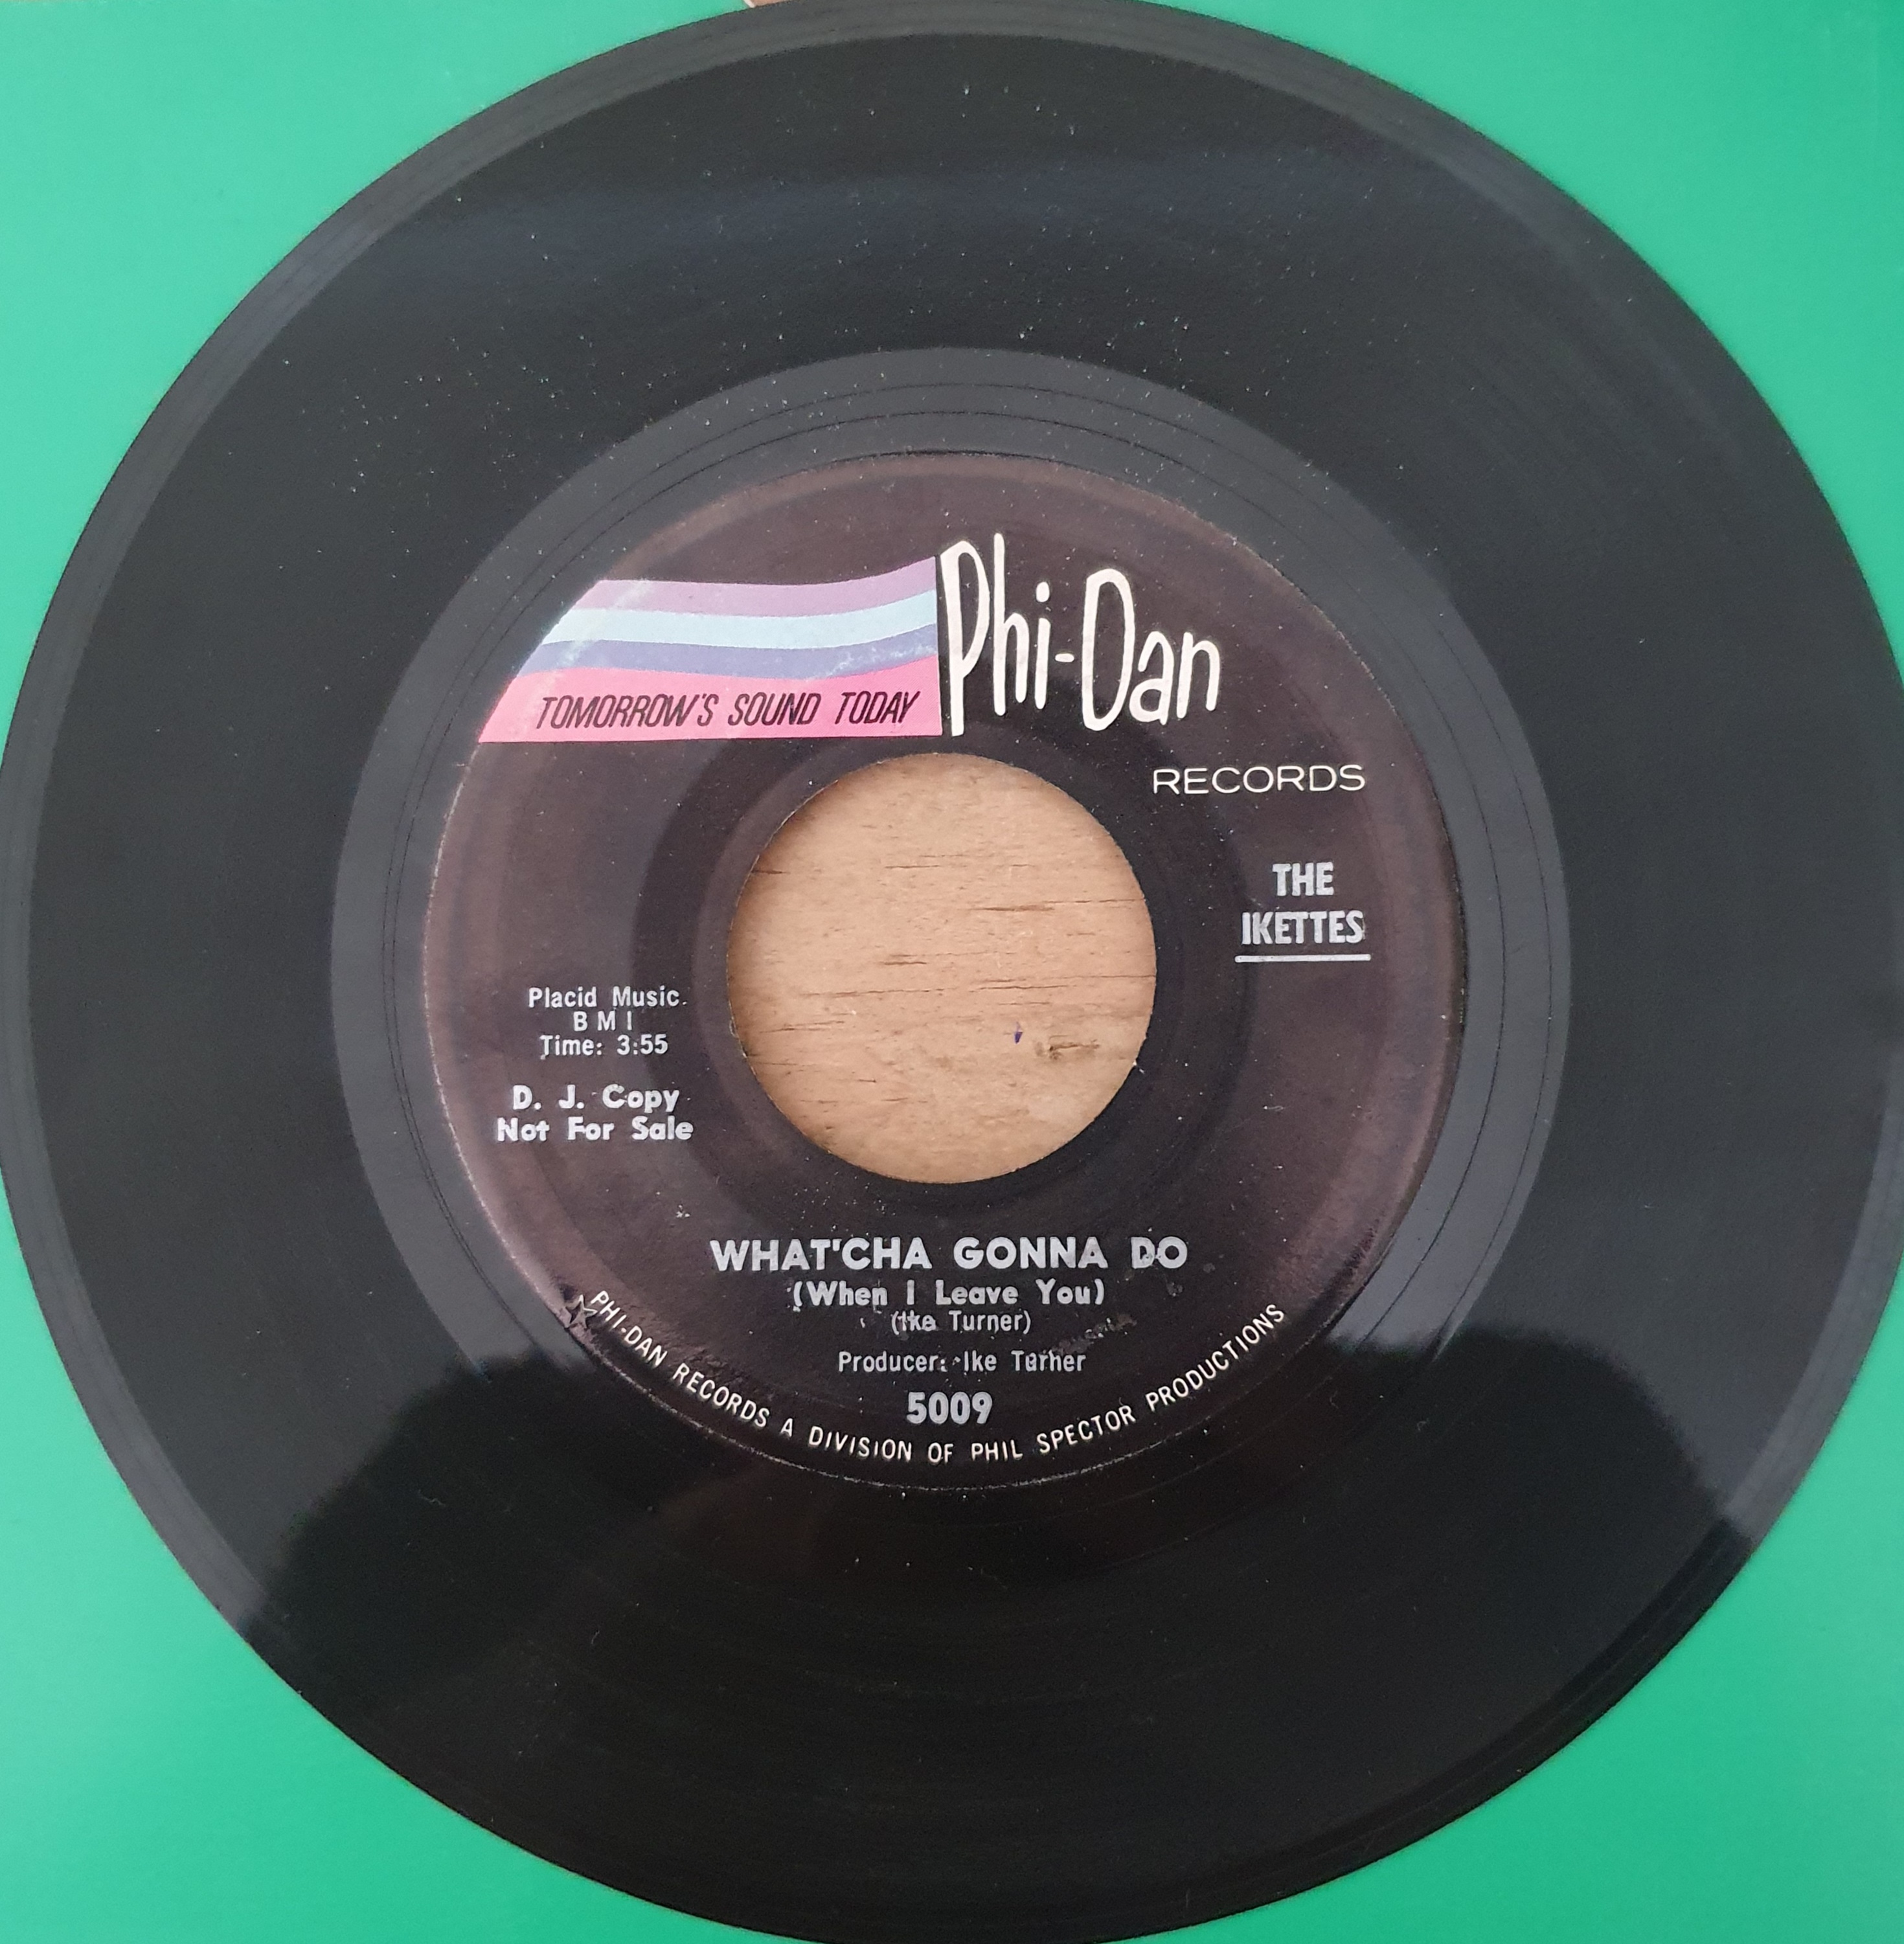 Phi-Dan
TOMORROW'S SOUND TODAY
RECORDS
THE
IKETTES
Placid Music
BMI
Time: 3:55
D. J. Copy
Not For Sale
WHAT'CHA GONNA DO
(When I Leave You)
(Ike Turner)
Producer: Ike Turner
5009
PHI-DAN RECORDS A DIVISION OF PHIL SPECTOR PRODUCTIONS